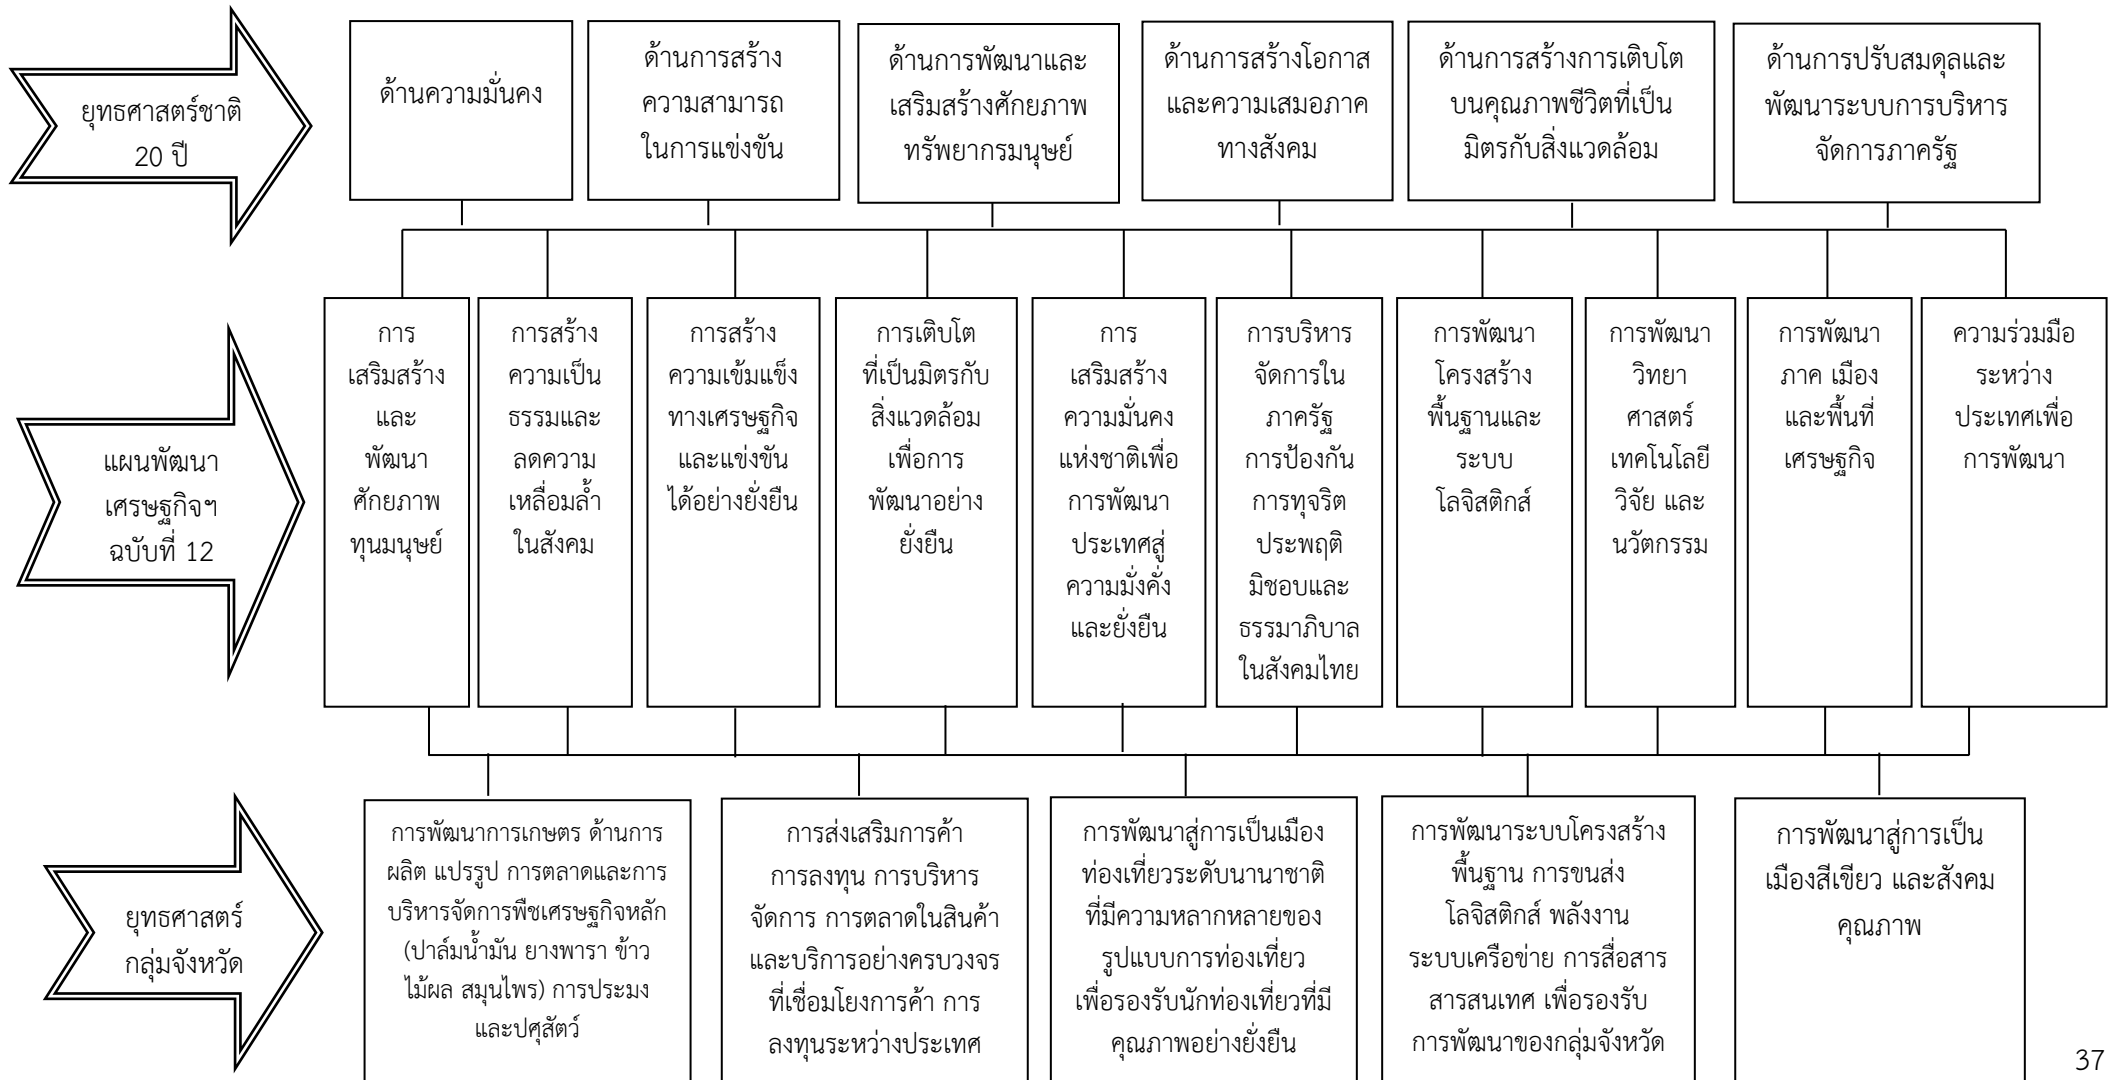 ยุทธศาสตร์ชาติ
20 ปี
ด้านความมั่นคง
ด้านการสร้าง
ความสามารถ
ในการแข่งขัน
ด้านการพัฒนาและ
เสริมสร้างศักยภาพ
ทรัพยากรมนุษย์
ด้านการสร้างโอกาส
และความเสมอภาค
ทางสังคม
ด้านการสร้างการเติบโต
บนคุณภาพชีวิตที่เป็น
มิตรกับสิ่งแวดล้อม
ด้านการปรับสมดุลและ
พัฒนาระบบการบริหาร
จัดการภาครัฐ
แผนพัฒนา
เศรษฐกิจฯ
ฉบับที่ 12
การ
เสริมสร้าง
และ
พัฒนา
ศักยภาพ
ทุนมนุษย์
การสร้าง
ความเป็น
ธรรมและ
ลดความ
เหลื่อมล้ำ
ในสังคม
การสร้าง
ความเข้มแข็ง
ทางเศรษฐกิจ
และแข่งขัน
ได้อย่างยั่งยืน
การเติบโต
ที่เป็นมิตรกับ
สิ่งแวดล้อม
เพื่อการ
พัฒนาอย่าง
ยั่งยืน
การ
เสริมสร้าง
ความมั่นคง
แห่งชาติเพื่อ
การพัฒนา
ประเทศสู่
ความมั่งคั่ง
และยั่งยืน
การบริหาร
จัดการใน
ภาครัฐ
การป้องกัน
การทุจริต
ประพฤติ
มิชอบและ
ธรรมาภิบาล
ในสังคมไทย
การพัฒนา
โครงสร้าง
พื้นฐานและ
ระบบ
โลจิสติกส์
การพัฒนา
วิทยา
ศาสตร์
เทคโนโลยี
วิจัย และ
นวัตกรรม
การพัฒนา
ภาค เมือง
และพื้นที่
เศรษฐกิจ
ความร่วมมือ
ระหว่าง
ประเทศเพื่อ
การพัฒนา
ยุทธศาสตร์
กลุ่มจังหวัด
การพัฒนาการเกษตร ด้านการ
ผลิต แปรรูป การตลาดและการ
บริหารจัดการพืชเศรษฐกิจหลัก
(ปาล์มน้ำมัน ยางพารา ข้าว
ไม้ผล สมุนไพร) การประมง
และปศุสัตว์
การส่งเสริมการค้า
การลงทุน การบริหาร
จัดการ การตลาดในสินค้า
และบริการอย่างครบวงจร
ที่เชื่อมโยงการค้า การ
ลงทุนระหว่างประเทศ
การพัฒนาสู่การเป็นเมือง
ท่องเที่ยวระดับนานาชาติ
ที่มีความหลากหลายของ
รูปแบบการท่องเที่ยว
เพื่อรองรับนักท่องเที่ยวที่มี
คุณภาพอย่างยั่งยืน
การพัฒนาระบบโครงสร้าง
พื้นฐาน การขนส่ง
โลจิสติกส์ พลังงาน
ระบบเครือข่าย การสื่อสาร
สารสนเทศ เพื่อรองรับ
การพัฒนาของกลุ่มจังหวัด
การพัฒนาสู่การเป็น
เมืองสีเขียว และสังคม
คุณภาพ
37